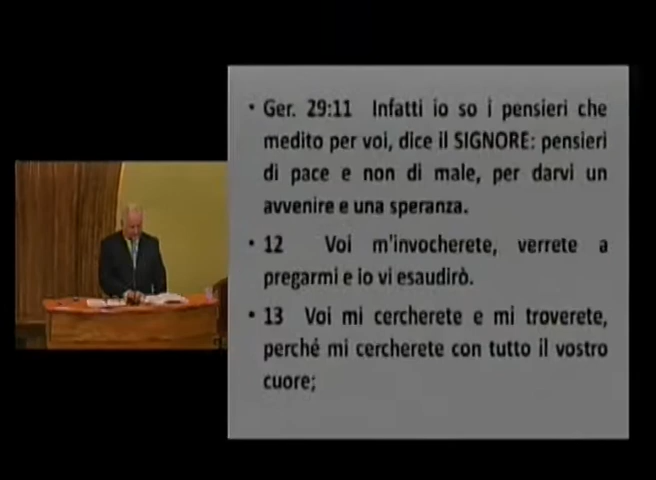 • Ger. 29:11 Infatti io so i pensieri che
medito per voi, dice il SIGNORE: pensieri
di pace e non di male, per darvi un
avvenire e una speranza.
• 12 Voi m'invocherete, verrete a
pregarmi e io vi esaudirò.
• 13 Voi mi cercherete e mi troverete,
perché mi cercherete con tutto il vostro
cuore;